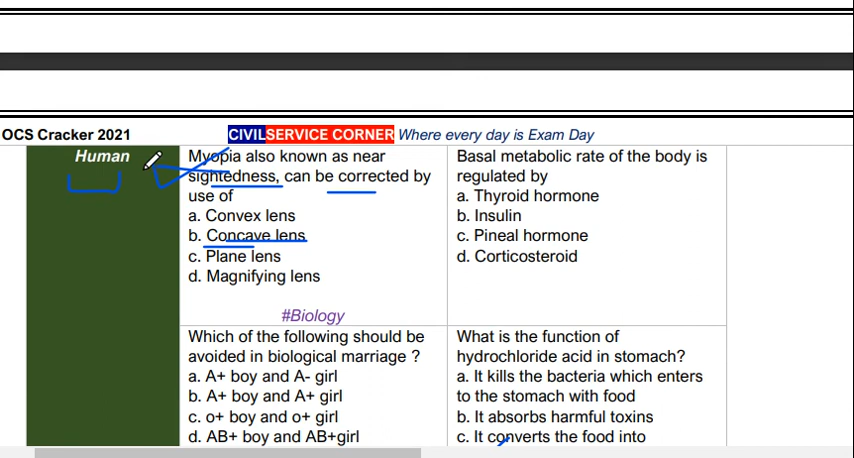 OCS Cracker 2021
CIVILSERVICE CORNER Where every day is Exam Day
Human
Myopia also known as near
sightedness, can be corrected by
use of
a. Convex lens
b. Concave lens
c. Plane lens
d. Magnifying lens
#Biology
Basal metabolic rate of the body is
regulated by
a. Thyroid hormone
b. Insulin
c. Pineal hormone
d. Corticosteroid
Which of the following should be
avoided in biological marriage ?
a. A+ boy and A- girl
b. A+ boy and A+ girl
c. o+ boy and o+ girl
d. AB+ boy and AB+girl
What is the function of
hydrochloride acid in stomach?
a. It kills the bacteria which enters
to the stomach with food
b. It absorbs harmful toxins
c. It converts the food into